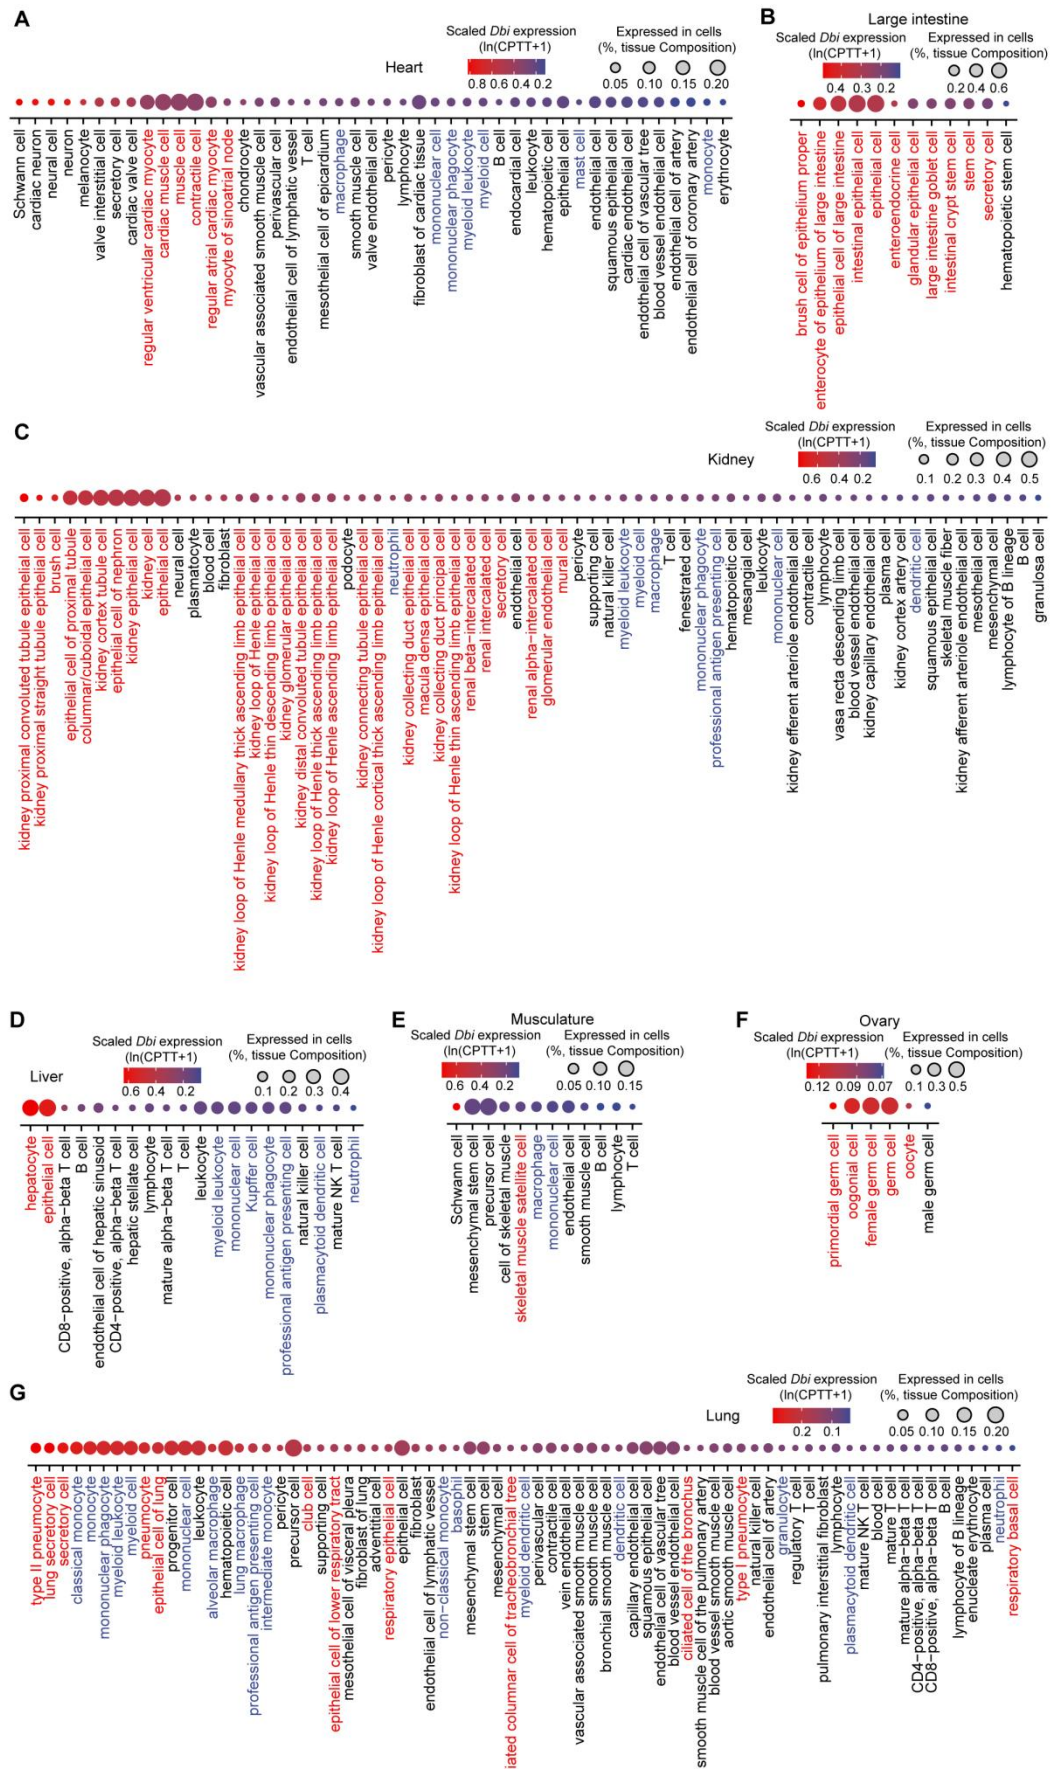 A
Heart
Scaled Dbi expression
(ln(CPTT+1)
0.8 0.6 0.4 0.2
Expressed in cells
(%, tissue Composition)
0.05 0.10 0.15 0.20
Schwann cell
cardiac neuron
neural cell
neuron
melanocyte
valve interstitial cell
secretory cell
cardiac valve cell
regular ventricular cardiac myocyte
cardiac muscle cell
muscle cell
contractile cell
regular atrial cardiac myocyte
myocyte of sinoatrial node
chondrocyte
vascular associated smooth muscle cell
perivascular cell
endothelial cell of lymphatic vessel
T cell
mesothelial cell of epicardium
macrophage
smooth muscle cell
valve endothelial cell
pericyte
lymphocyte
fibroblast of cardiac tissue
mononuclear cell
mononuclear phagocyte
myeloid leukocyte
myeloid cell
B cell
endocardial cell
leukocyte
hematopoietic cell
epithelial cell
mast cell
endothelial cell
squamous epithelial cell
cardiac endothelial cell
endothelial cell of vascular tree
blood vessel endothelial cell
endothelial cell of artery
endothelial cell of coronary artery
monocyte
erythrocyte
B
Large intestine
Scaled Dbi expression
(ln(CPTT+1)
0.4 0.3 0.2
Expressed in cells
(%, tissue Composition)
0.2 0.4 0.6
brush cell of epithelium proper
enterocyte of epithelium of large intestine
epithelial cell of large intestine
intestinal epithelial cell
epithelial cell
enteroendocrine cell
glandular epithelial cell
large intestine goblet cell
intestinal crypt stem cell
stem cell
secretory cell
hematopoietic stem cell
C
Kidney
Scaled Dbi expression
(ln(CPTT+1)
0.6 0.4 0.2
Expressed in cells
(%, tissue Composition)
0.1 0.2 0.3 0.4 0.5
kidney proximal convoluted tubule epithelial cell
kidney proximal straight tubule epithelial cell
brush cell
epithelial cell of proximal tubule
columnar/cuboidal epithelial cell
kidney cortex tubule cell
epithelial cell of nephron
kidney epithelial cell
kidney cell
epithelial cell
neural cell
plasmatocyte
blood cell
fibroblast
kidney loop of Henle medullary thick ascending limb epithelial cell
kidney loop of Henle epithelial cell
kidney loop of Henle thin descending limb epithelial cell
kidney glomerular epithelial cell
kidney distal convoluted tubule epithelial cell
kidney loop of Henle thick ascending limb epithelial cell
kidney loop of Henle ascending limb epithelial cell
podocyte
kidney connecting tubule epithelial cell
kidney loop of Henle cortical thick ascending limb epithelial cell
neutrophil
kidney collecting duct epithelial cell
macula densa epithelial cell
kidney collecting duct principal cell
kidney loop of Henle thin ascending limb epithelial cell
renal beta-intercalated cell
renal intercalated cell
secretory cell
endothelial cell
renal alpha-intercalated cell
glomerular endothelial cell
mural cell
pericyte
supporting cell
natural killer cell
myeloid leukocyte
myeloid cell
macrophage
T cell
fenestrated cell
mononuclear phagocyte
professional antigen presenting cell
hematopoietic cell
mesangial cell
leukocyte
mononuclear cell
kidney efferent arteriole endothelial cell
contractile cell
lymphocyte
vasa recta descending limb cell
blood vessel endothelial cell
kidney capillary endothelial cell
plasma cell
kidney cortex artery cell
dendritic cell
squamous epithelial cell
skeletal muscle fiber
kidney afferent arteriole endothelial cell
mesothelial cell
mesenchymal cell
lymphocyte of B lineage
B cell
granulosa cell
D
Liver
Scaled Dbi expression
(ln(CPTT+1)
0.6 0.4 0.2
Expressed in cells
(%, tissue Composition)
0.1 0.2 0.3 0.4
hepatocyte
epithelial cell
CD8−positive, alpha−beta T cell
B cell
endothelial cell of hepatic sinusoid
CD4−positive, alpha−beta T cell
hepatic stellate cell
lymphocyte
mature alpha−beta T cell
T cell
leukocyte
myeloid leukocyte
mononuclear cell
Kupffer cell
mononuclear phagocyte
professional antigen presenting cell
natural killer cell
plasmacytoid dendritic cell
mature NK T cell
neutrophil
E
Musculature
Scaled Dbi expression
(ln(CPTT+1)
0.6 0.4 0.2
Expressed in cells
(%, tissue Composition)
0.05 0.10 0.15
Schwann cell
mesenchymal stem cell
precursor cell
cell of skeletal muscle
skeletal muscle satellite cell
macrophage
mononuclear cell
endothelial cell
smooth muscle cell
B cell
lymphocyte
T cell
F
Ovary
Scaled Dbi expression
(ln(CPTT+1)
0.12 0.09 0.07
Expressed in cells
(%, tissue Composition)
0.1 0.3 0.5
primordial germ cell
oogonial cell
female germ cell
germ cell
oocyte
male germ cell
G
Lung
Scaled Dbi expression
(ln(CPTT+1)
0.2 0.1
Expressed in cells
(%, tissue Composition)
0.05 0.10 0.15 0.20
type II pneumocyte
lung secretory cell
secretory cell
classical monocyte
monocyte
mononuclear phagocyte
myeloid leukocyte
myeloid cell
pneumocyte
epithelial cell of lung
progenitor cell
mononuclear cell
leukocyte
alveolar macrophage
hematopoietic cell
lung macrophage
professional antigen presenting cell
intermediate monocyte
pericyte
precursor cell
club cell
supporting cell
epithelial cell of lower respiratory tract
mesothelial cell of visceral pleura
fibroblast of lung
adventitial cell
respiratory epithelial cell
epithelial cell
fibroblast
endothelial cell of lymphatic vessel
non−classical monocyte
basophil
mesenchymal stem cell
stem cell
mesenchymal cell
iated columnar cell of tracheobronchial tree
myeloid dendritic cell
perivascular cell
contractile cell
vein endothelial cell
vascular associated smooth muscle cell
smooth muscle cell
bronchial smooth muscle cell
dendritic cell
capillary endothelial cell
squamous epithelial cell
endothelial cell of vascular tree
blood vessel endothelial cell
ciliated cell of the bronchus
smooth muscle cell of the pulmonary artery
blood vessel smooth muscle cell
aortic smooth muscle cell
type I pneumocyte
natural killer cell
endothelial cell of artery
granulocyte
regulatory T cell
T cell
pulmonary interstitial fibroblast
lymphocyte
plasmacytoid dendritic cell
mature NK T cell
blood cell
mature T cell
mature alpha−beta T cell
CD4−positive, alpha−beta T cell
CD8−positive, alpha−beta T cell
B cell
lymphocyte of B lineage
enucleate erythrocyte
plasma cell
neutrophil
respiratory basal cell